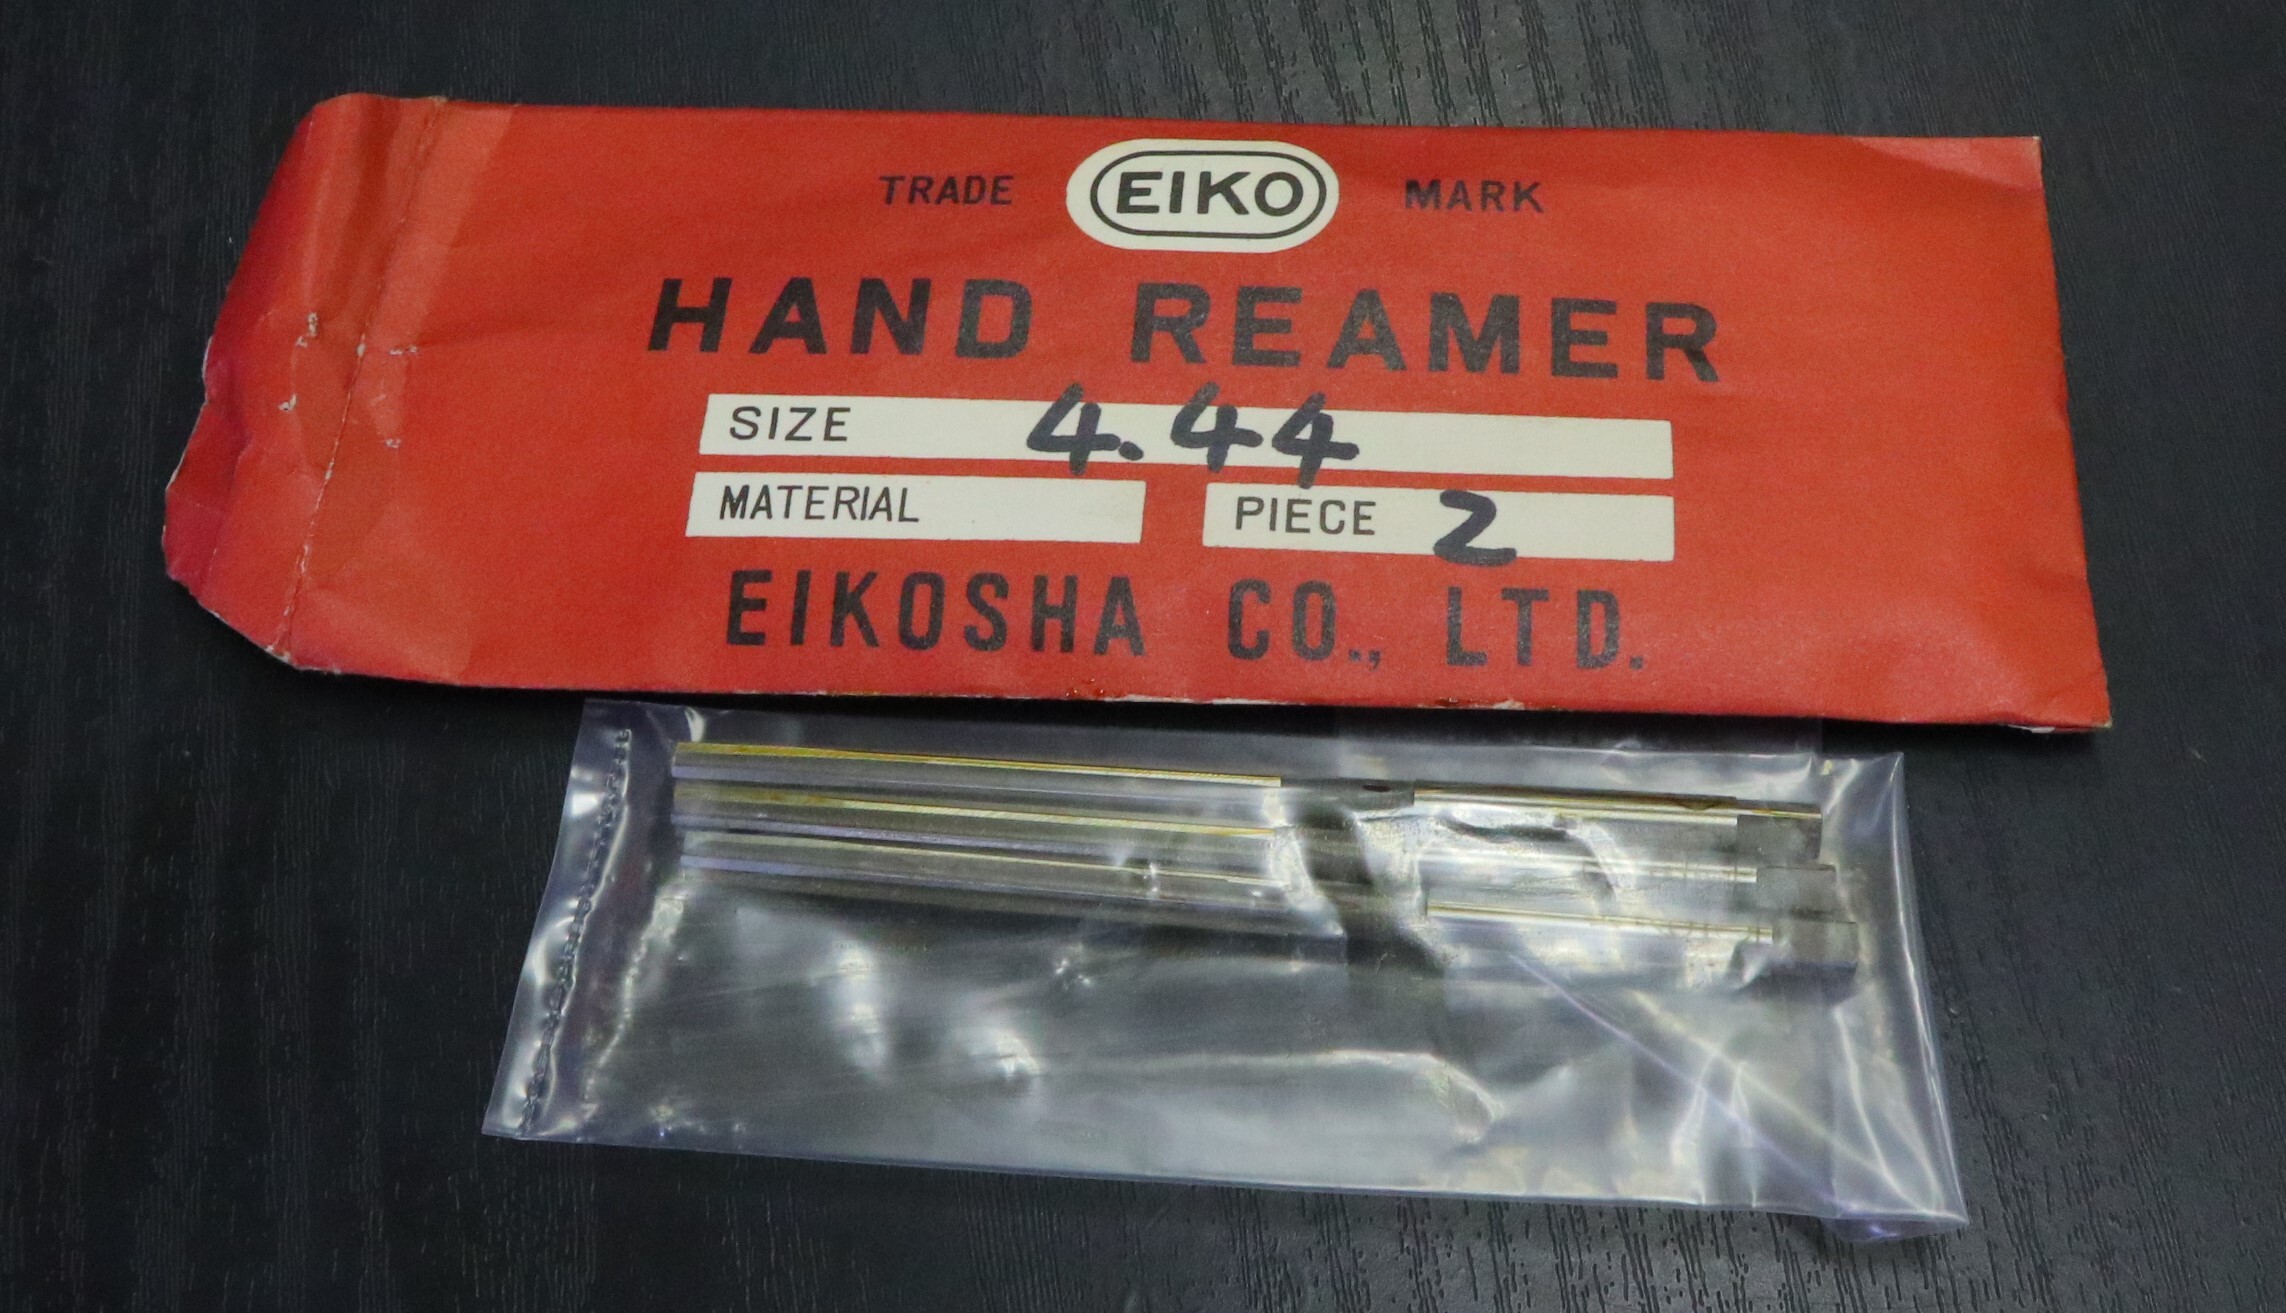 TRADE EIKO MARK
HAND REAMER
SIZE 4.44
MATERIAL PIECE 2
EIKOSHA CO., LTD.